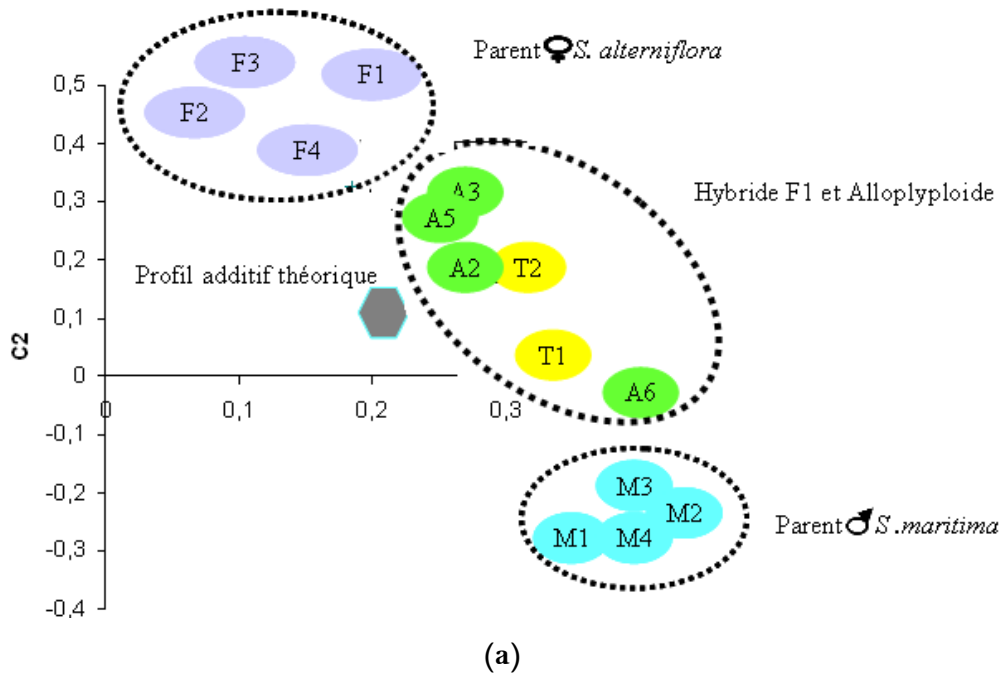 Parent ♀ S. alterniflora
F3
F1
0,5
F2
F4
0,4
A3
0,3
Hybride F1 et Alloplyploide
A5
0,2
Profil additif théorique
A2
T2
0,1
C2
T1
0
A6
0
0,1
0,2
0,3
-0,1
M3
-0,2
M2
Parent ♂ S.maritima
M1
M4
-0,3
-0,4
(a)